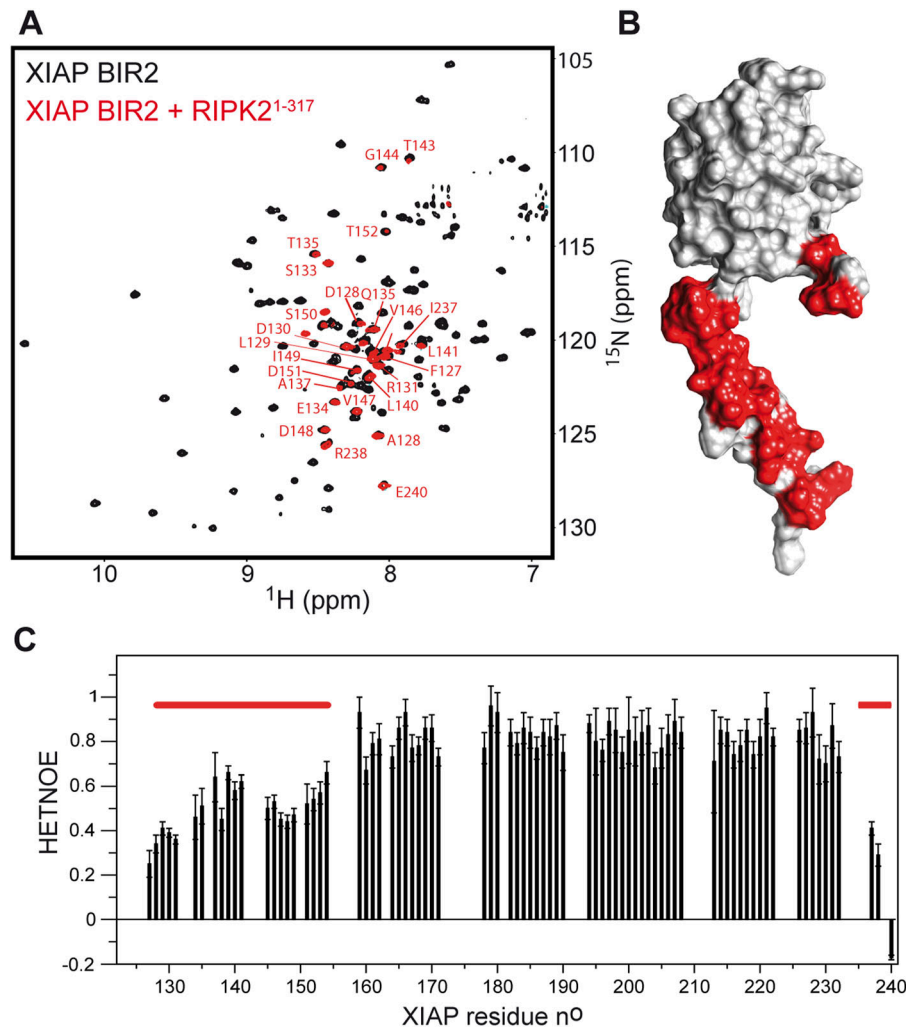 A
B
XIAP BIR2
XIAP BIR2 + RIPK2¹⁻³¹⁷
G144
T143
T152
T135
S133
D128
Q135
S150
V146
I237
D130
L129
I149
L141
D151
F127
A137
R131
V147
L140
E134
D148
A128
R238
E240
105
110
115
120
125
130
¹⁵N (ppm)
10
9
8
7
¹H (ppm)
C
1
0.8
0.6
0.4
0.2
0
-0.2
HETNOE
130
140
150
160
170
180
190
200
210
220
230
240
XIAP residue nº